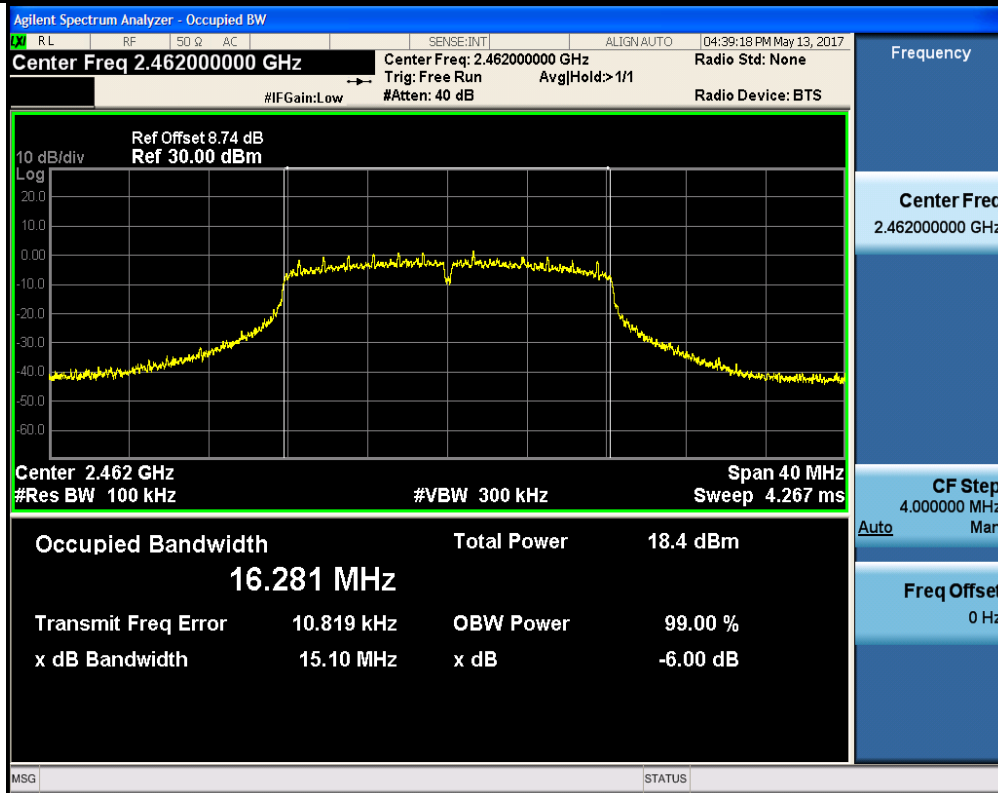 Agilent Spectrum Analyzer - Occupied BW
LXI RL RF 50 Ω AC SENSE:INT ALIGN AUTO 04:39:18 PM May 13, 2017
Center Freq 2.462000000 GHz
Center Freq: 2.462000000 GHz Radio Std: None
Trig: Free Run Avg|Hold:>1/1
#IFGain:Low #Atten: 40 dB Radio Device: BTS
Frequency
Ref Offset 8.74 dB
10 dB/div Ref 30.00 dBm
Log
20.0
10.0
0.00
-10.0
-20.0
-30.0
-40.0
-50.0
-60.0
Center 2.462 GHz Span 40 MHz
#Res BW 100 kHz #VBW 300 kHz Sweep 4.267 ms
Center Freq
2.462000000 GHz
CF Step
4.000000 MHz
Auto Man
Freq Offset
0 Hz
Occupied Bandwidth Total Power 18.4 dBm
16.281 MHz
Transmit Freq Error 10.819 kHz OBW Power 99.00 %
x dB Bandwidth 15.10 MHz x dB -6.00 dB
MSG STATUS